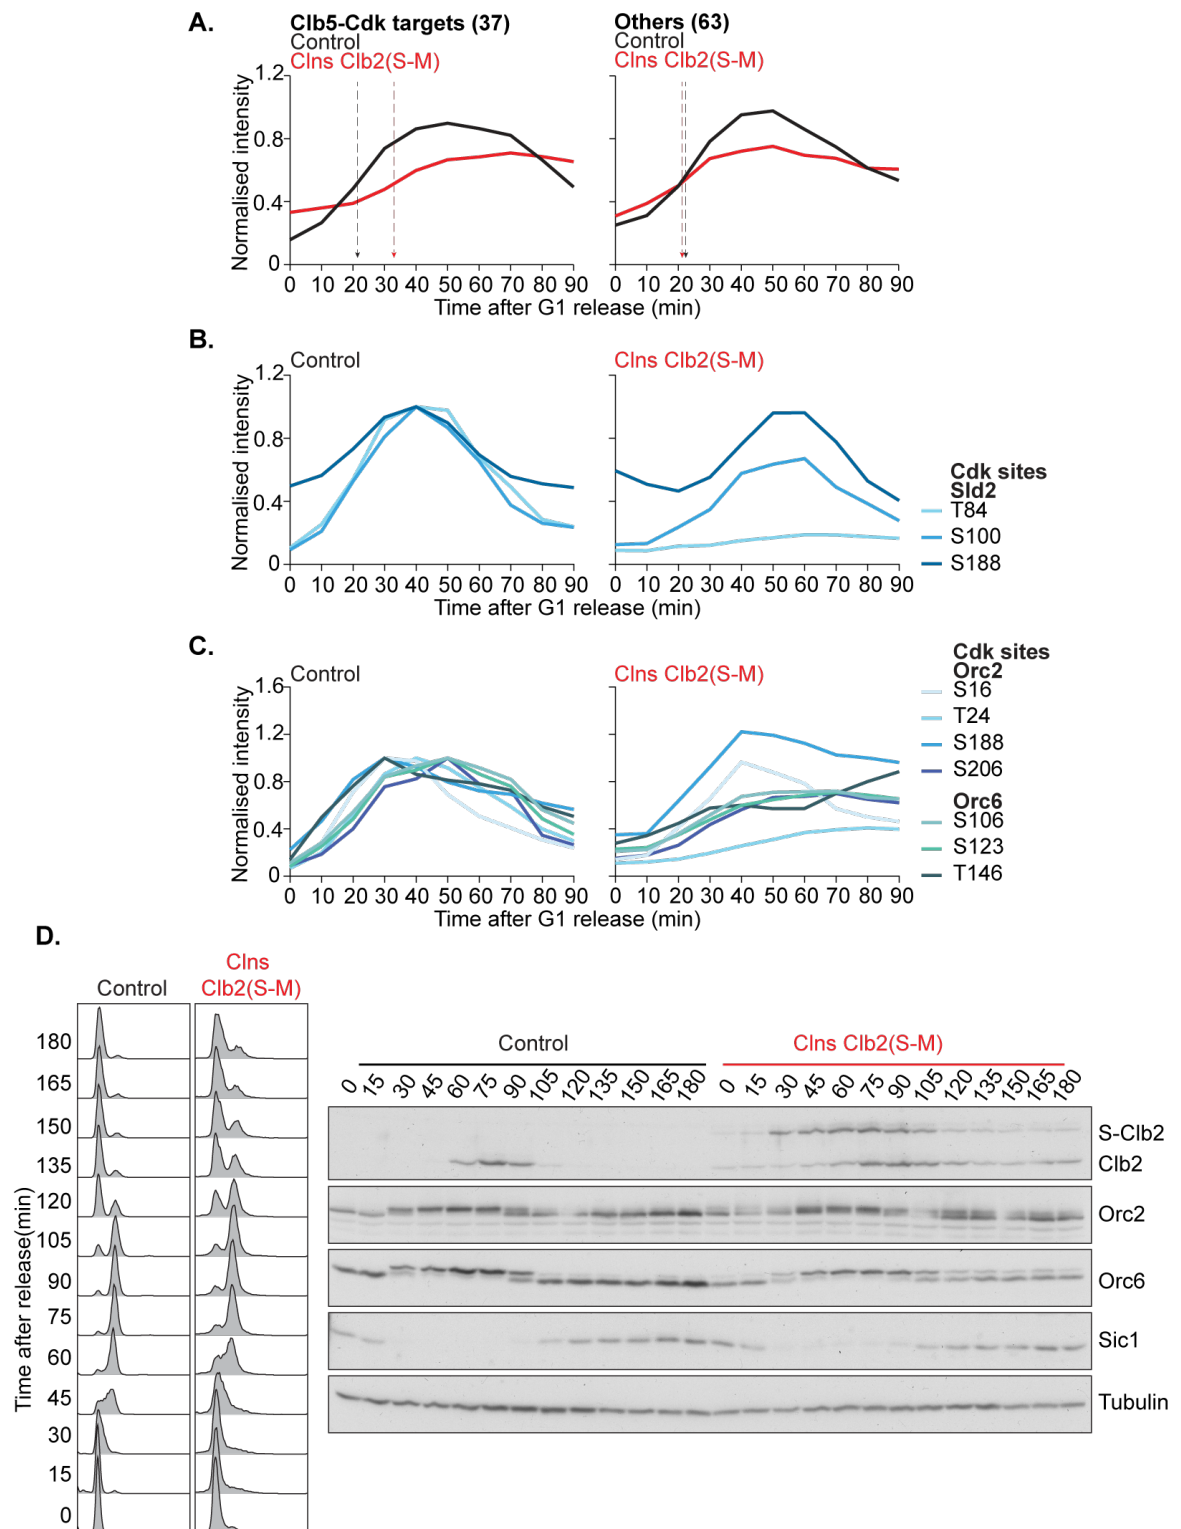 A.
Clb5-Cdk targets (37)
Control
Clns Clb2(S-M)
Others (63)
Control
Clns Clb2(S-M)
Normalised intensity
1.2
0.8
0.4
0
0 10 20 30 40 50 60 70 80 90
Time after G1 release (min)
0 10 20 30 40 50 60 70 80 90
B.
Control
Clns Clb2(S-M)
Normalised intensity
1.2
0.8
0.4
0
0 10 20 30 40 50 60 70 80 90
0 10 20 30 40 50 60 70 80 90
Time after G1 release (min)
Cdk sites
Sld2
T84
S100
S188
C.
Control
Clns Clb2(S-M)
Normalised intensity
1.6
1.2
0.8
0.4
0
0 10 20 30 40 50 60 70 80 90
0 10 20 30 40 50 60 70 80 90
Time after G1 release (min)
Cdk sites
Orc2
S16
T24
S188
S206
Orc6
S106
S123
T146
D.
Control
Clns
Clb2(S-M)
Time after release(min)
180
165
150
135
120
105
90
75
60
45
30
15
0
Control
Clns Clb2(S-M)
0 15 30 45 60 75 90 105 120 135 150 165 180
0 15 30 45 60 75 90 105 120 135 150 165 180
S-Clb2
Clb2
Orc2
Orc6
Sic1
Tubulin